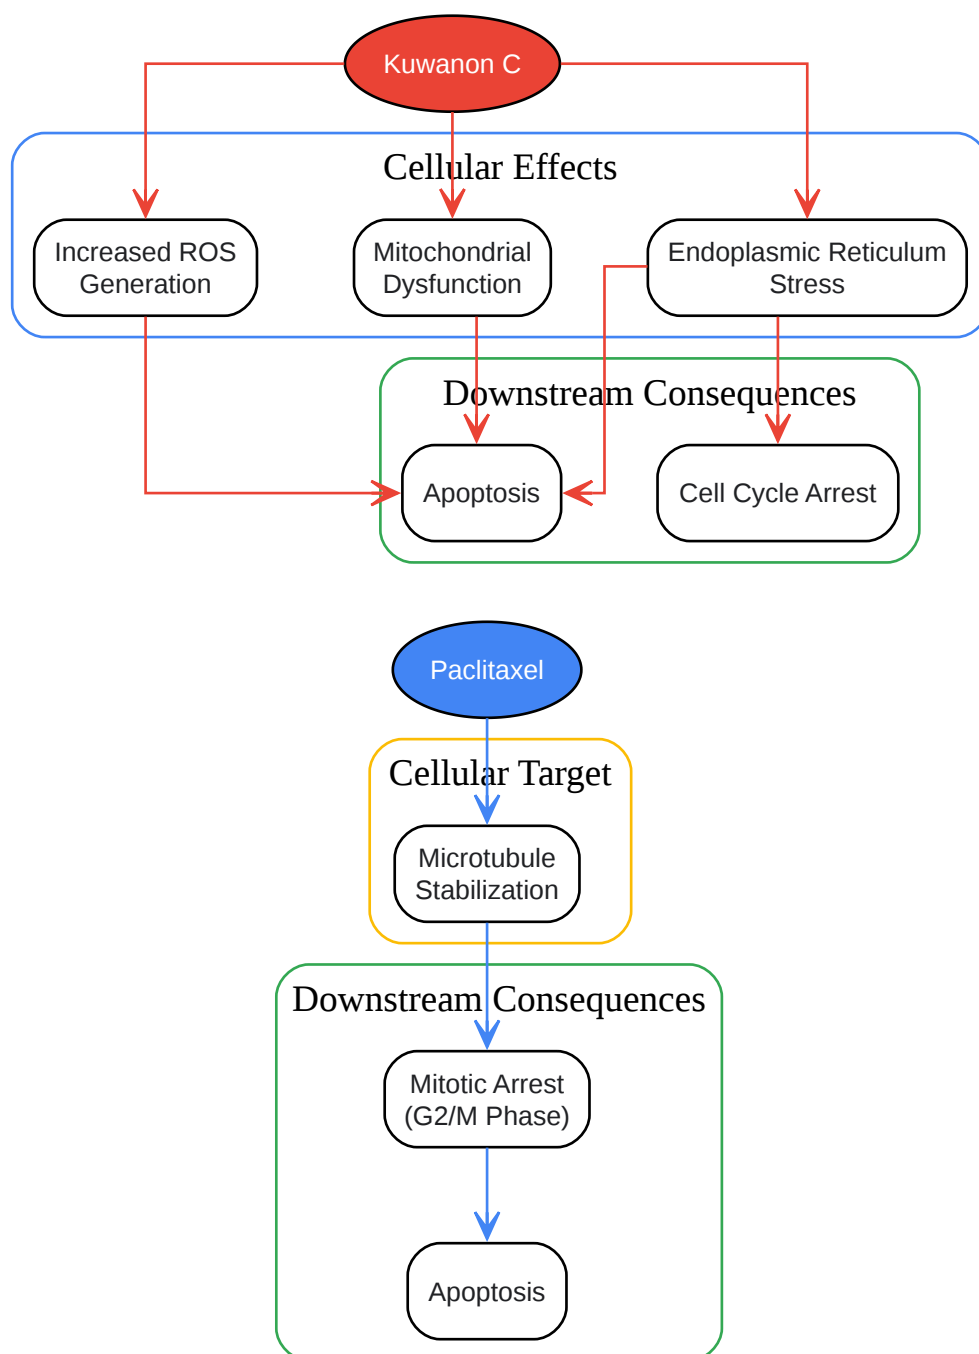 Kuwanon C
Cellular Effects
Increased ROS
Generation
Mitochondrial
Dysfunction
Endoplasmic Reticulum
Stress
Downstream Consequences
Apoptosis
Cell Cycle Arrest
Paclitaxel
Cellular Target
Microtubule
Stabilization
Downstream Consequences
Mitotic Arrest
(G2/M Phase)
Apoptosis